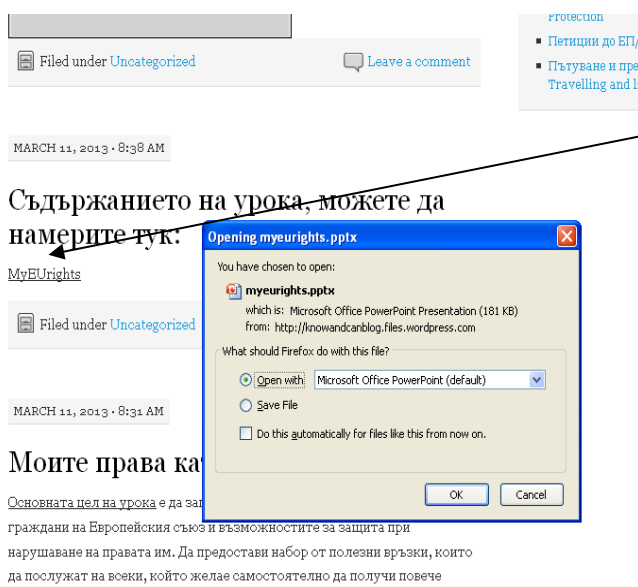 Protection
Петиции до ЕП/
Filed under Uncategorized
Leave a comment
Пътуване и пре
Travelling and li
MARCH 11, 2013 · 8:38 AM
Съдържанието на урока, можете да
намерите тук:
MyEUrights
Filed under Uncategorized
Opening myeurights.pptx
You have chosen to open:
myeurights.pptx
which is: Microsoft Office PowerPoint Presentation (181 KB)
from: http://knowandcanblog.files.wordpress.com
What should Firefox do with this file?
Open with Microsoft Office PowerPoint (default)
Save File
Do this automatically for files like this from now on.
OK Cancel
MARCH 11, 2013 · 8:31 AM
Моите права ка
Основната цел на урока е да за
граждани на Европейския съюз и възможностите за защита при
нарушаване на правата им. Да предостави набор от полезни връзки, които
да послужат на всеки, който желае самостоятелно да получи повече